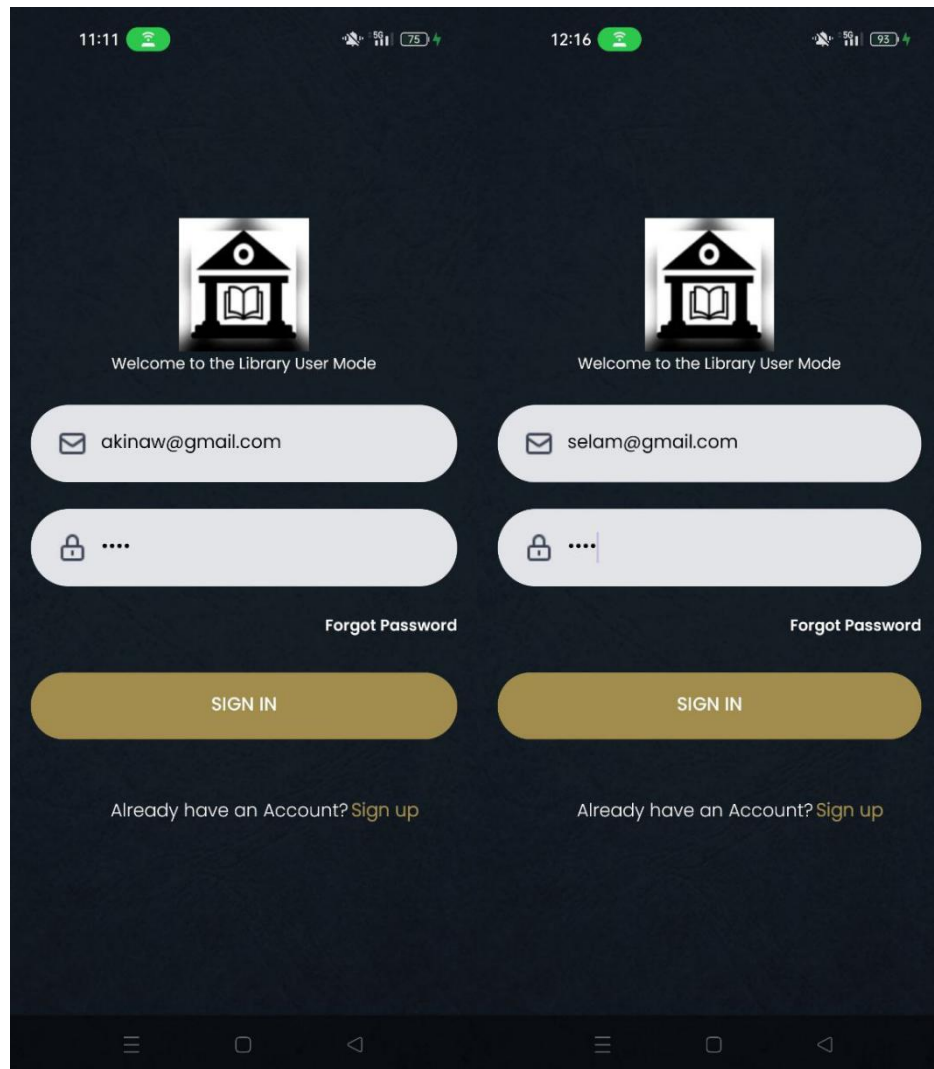 11:11
5G
75
Welcome to the Library User Mode
akinaw@gmail.com
••••
Forgot Password
SIGN IN
Already have an Account? Sign up
12:16
5G
93
Welcome to the Library User Mode
selam@gmail.com
••••
Forgot Password
SIGN IN
Already have an Account? Sign up